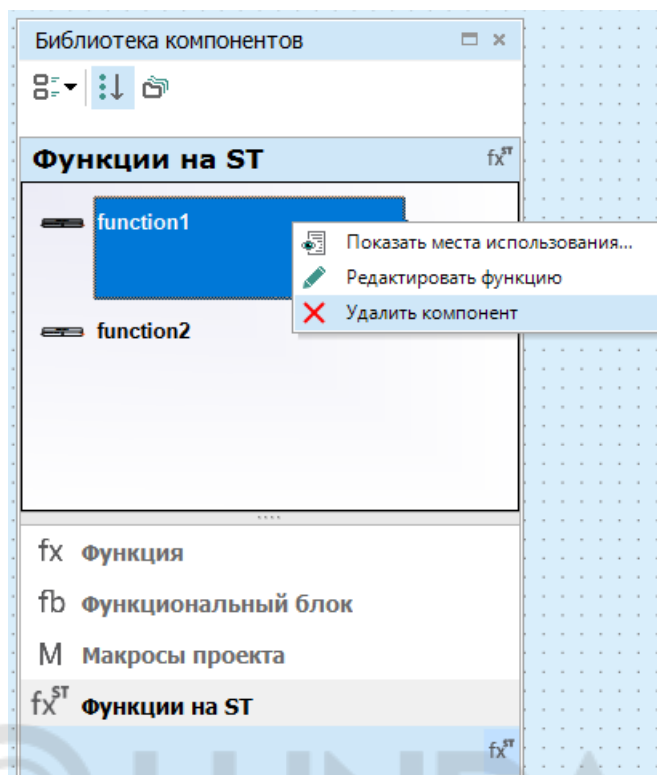 Библиотека компонентов
Функции на ST
fx ST
function1
Показать места использования...
Редактировать функцию
Удалить компонент
function2
fx Функция
fb Функциональный блок
M Макросы проекта
fx ST Функции на ST
fx ST